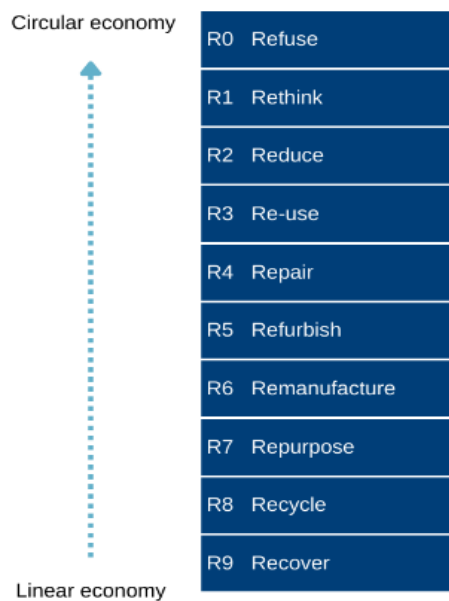 Circular economy
R0 Refuse
R1 Rethink
R2 Reduce
R3 Re-use
R4 Repair
R5 Refurbish
R6 Remanufacture
R7 Repurpose
R8 Recycle
R9 Recover
Linear economy